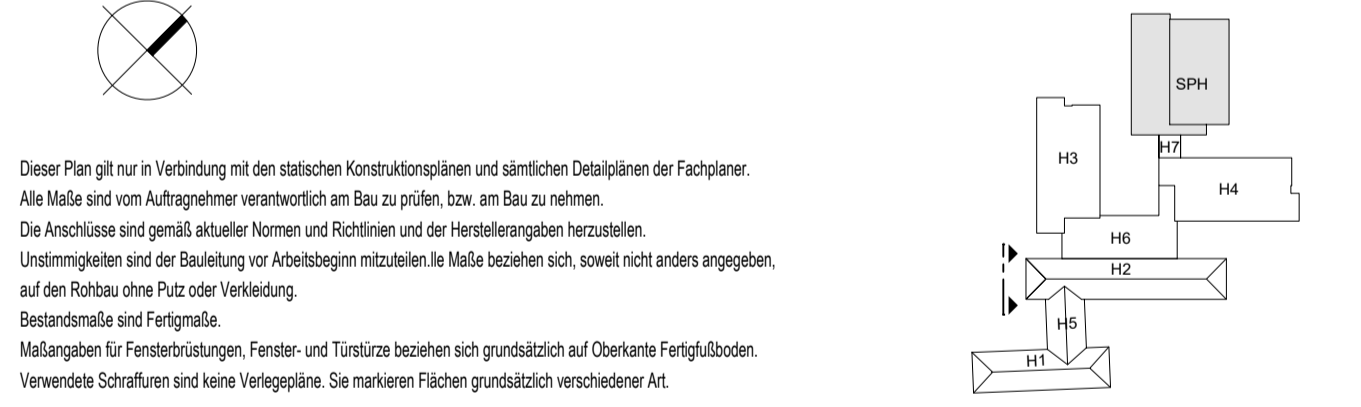 Dieser Plan gilt nur in Verbindung mit den statischen Konstruktionsplänen und sämtlichen Detailplänen der Fachplaner.
Alle Maße sind vom Auftragnehmer verantwortlich am Bau zu prüfen, bzw. am Bau zu nehmen.
Die Anschlüsse sind gemäß aktueller Normen und Richtlinien und der Herstellerangaben herzustellen.
Unstimmigkeiten sind der Bauleitung vor Arbeitsbeginn mitzuteilen.lle Maße beziehen sich, soweit nicht anders angegeben,
auf den Rohbau ohne Putz oder Verkleidung.
Bestandsmaße sind Fertigmaße.
Maßangaben für Fensterbrüstungen, Fenster- und Türstürze beziehen sich grundsätzlich auf Oberkante Fertigfußboden.
Verwendete Schraffuren sind keine Verlegepläne. Sie markieren Flächen grundsätzlich verschiedener Art.
SPH
H7
H3
H4
H6
H2
H5
H1